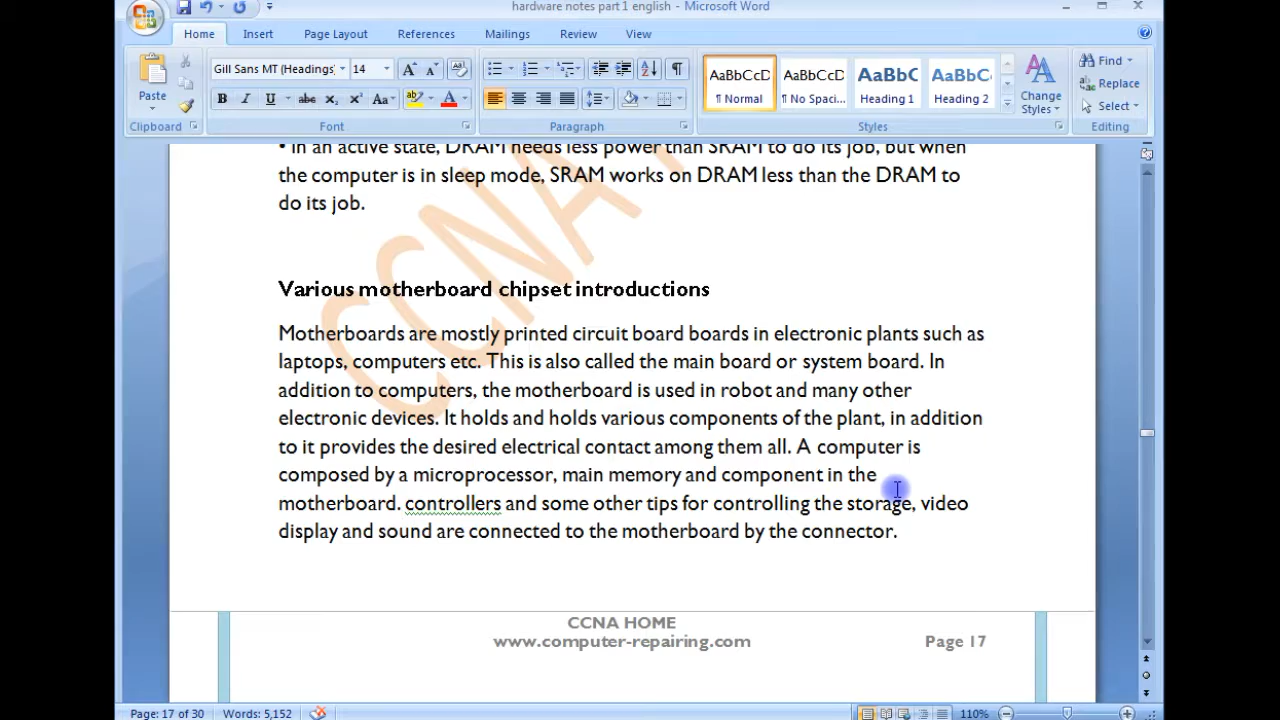 hardware notes part 1 english - Microsoft Word
Home Insert Page Layout References Mailings Review View
Gill Sans MT (Headings) 14
Paste
AaBbCcD AaBbCcD AaBbC AaBbC
¶ Normal ¶ No Spaci... Heading 1 Heading 2
Change Styles
Find
Replace
Select
Clipboard Font Paragraph Styles Editing
• In an active state, DRAM needs less power than SRAM to do its job, but when
the computer is in sleep mode, SRAM works on DRAM less than the DRAM to
do its job.
Various motherboard chipset introductions
Motherboards are mostly printed circuit board boards in electronic plants such as
laptops, computers etc. This is also called the main board or system board. In
addition to computers, the motherboard is used in robot and many other
electronic devices. It holds and holds various components of the plant, in addition
to it provides the desired electrical contact among them all. A computer is
composed by a microprocessor, main memory and component in the
motherboard. controllers and some other tips for controlling the storage, video
display and sound are connected to the motherboard by the connector.
CCNA
CCNA HOME
www.computer-repairing.com Page 17
Page: 17 of 30 Words: 5,152 110%